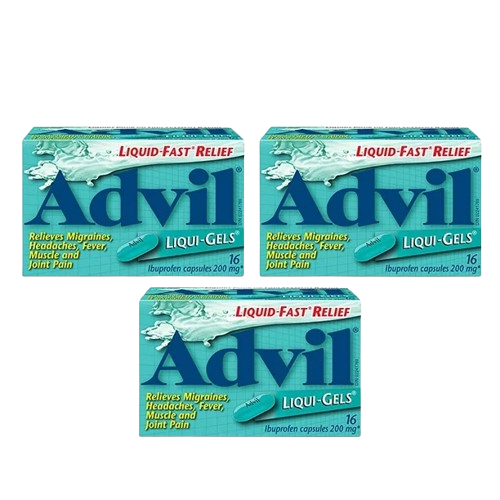 LIQUID-FAST® RELIEF
Advil®
Relieves Migraines,
Headaches, Fever,
Muscle and
Joint Pain
Advil
LIQUI-GELS®
16
Ibuprofen capsules 200 mg*
LIQUID-FAST® RELIEF
Advil®
Relieves Migraines,
Headaches, Fever,
Muscle and
Joint Pain
Advil
LIQUI-GELS®
16
Ibuprofen capsules 200 mg*
LIQUID-FAST® RELIEF
Advil®
Relieves Migraines,
Headaches, Fever,
Muscle and
Joint Pain
Advil
LIQUI-GELS®
16
Ibuprofen capsules 200 mg*